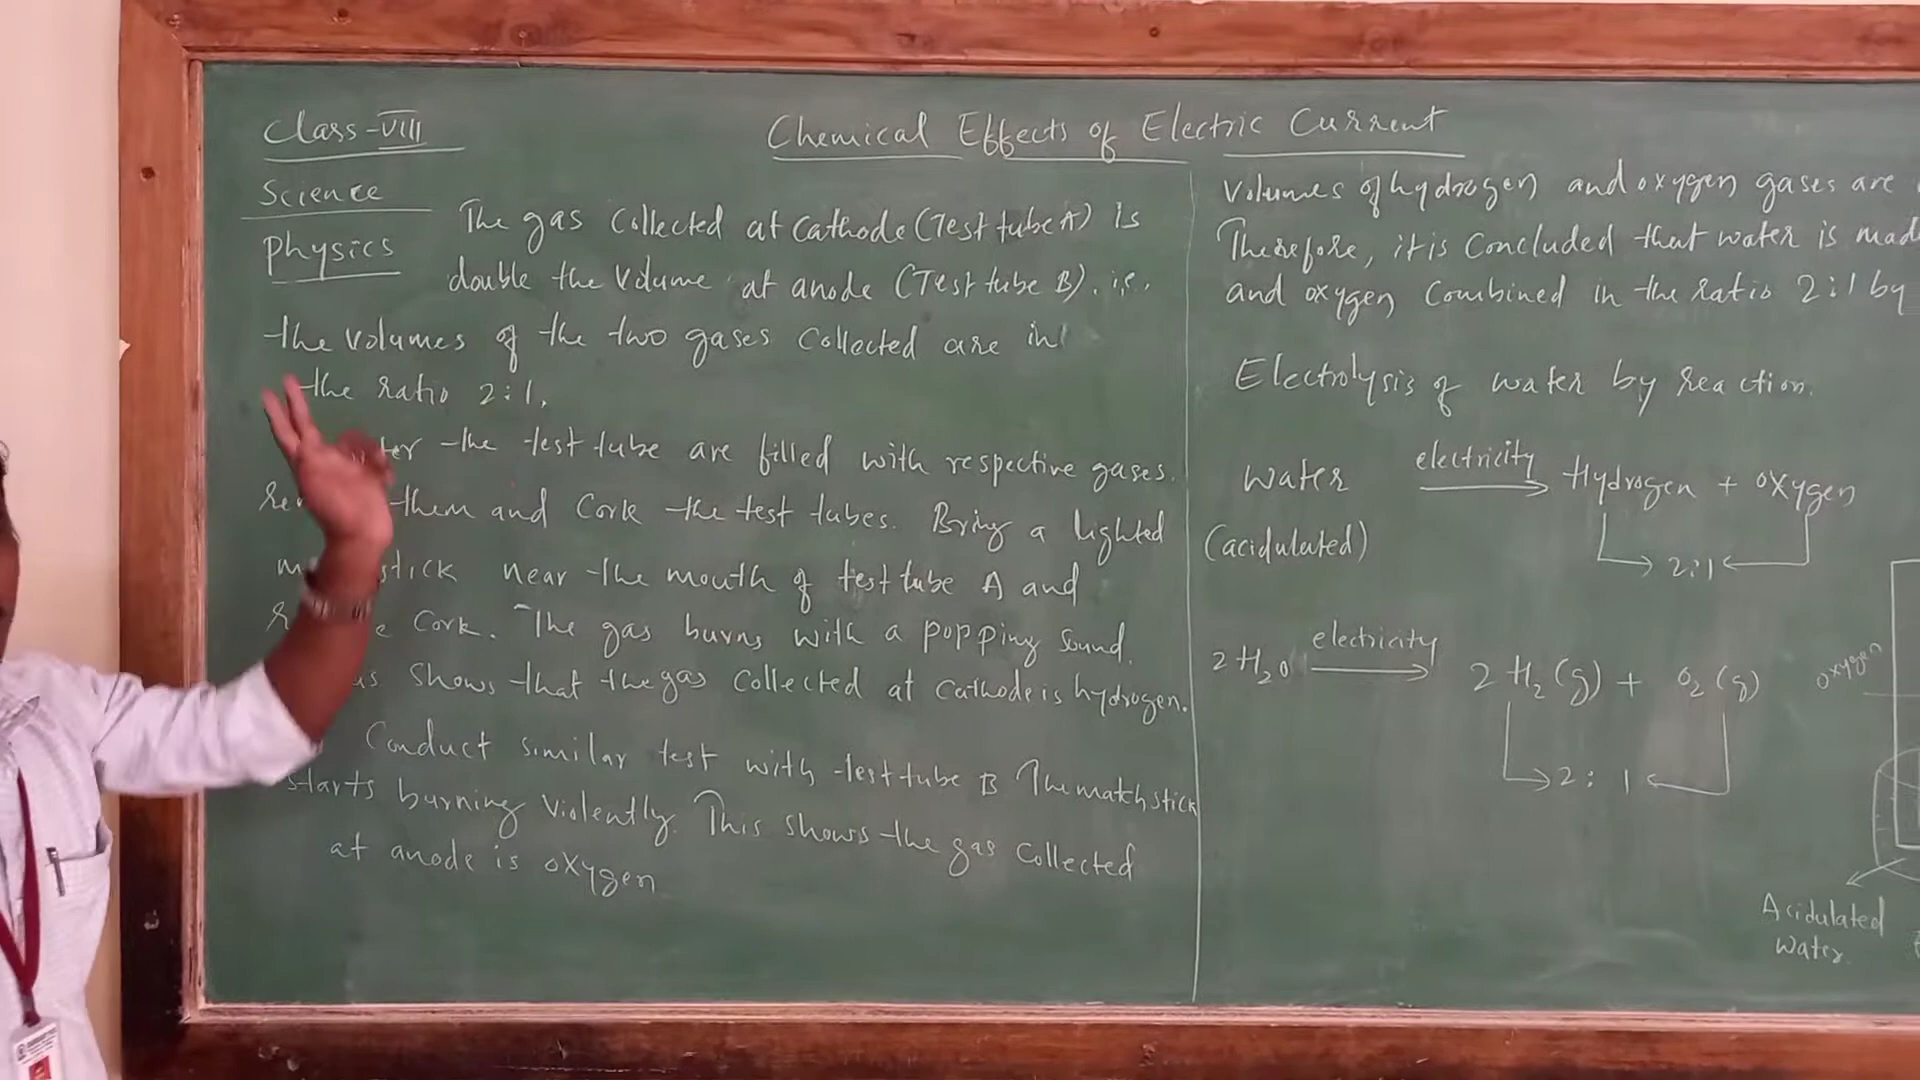 Class-VIII
Chemical Effects of Electric Current
Science
Physics
The gas Collected at Cathode (Test tube A) is
double the Volume at anode (Test tube B). i.e.
the volumes of the two gases Collected are in
the ratio 2:1.
the test tube are filled with respective gases.
them and Cork the test tubes. Bring a lighted
stick near the mouth of test tube A and
Cork. The gas burns with a popping Sound.
shows that the gas Collected at Cathode is hydrogen.
Conduct similar test with test tube B The match stick
starts burning Violently. This shows the gas Collected
at anode is oxygen
Volumes of hydrogen and oxygen gases are
Therefore, it is Concluded that water is made
and oxygen Combined in the ratio 2:1 by
Electrolysis of water by reaction.
water electricity → Hydrogen + oxygen
(acidulated)
2:1
2H₂O electricity → 2H₂(g) + O₂(g)
2 : 1
oxygen
Acidulated
Water.